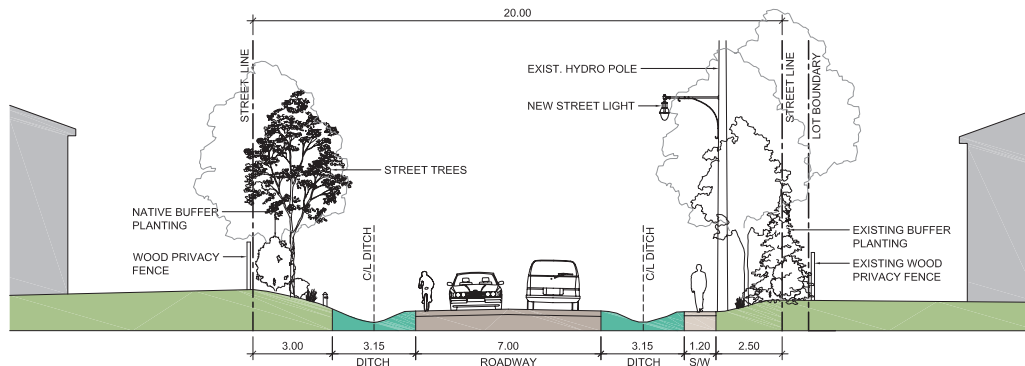 20.00
STREET LINE
EXIST. HYDRO POLE
NEW STREET LIGHT
STREET LINE
LOT BOUNDARY
STREET TREES
NATIVE BUFFER
PLANTING
WOOD PRIVACY
FENCE
C/L DITCH
C/L DITCH
EXISTING BUFFER
PLANTING
EXISTING WOOD
PRIVACY FENCE
3.00
3.15
7.00
3.15
1.20
2.50
DITCH
ROADWAY
DITCH
S/W